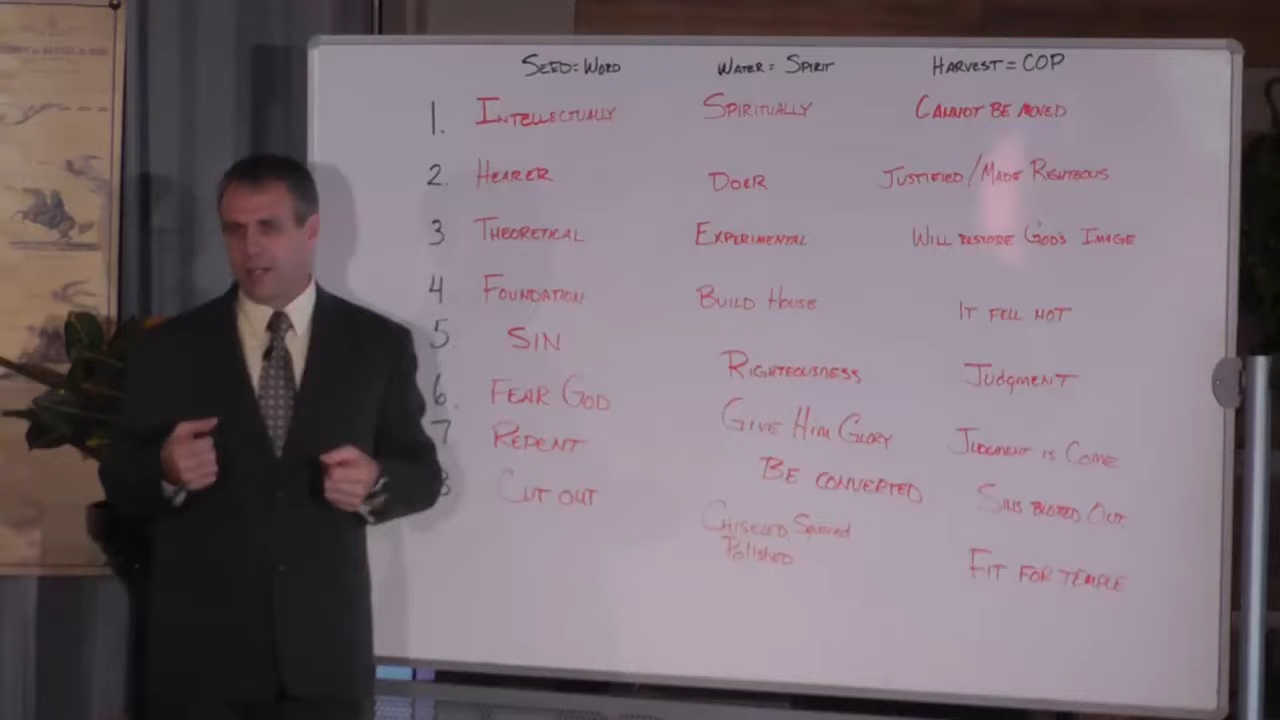 SEED=WORD WATER=SPIRIT HARVEST=COP
1. INTELLECTUALLY SPIRITUALLY CANNOT BE MOVED
2. HEARER DOER JUSTIFIED/MADE RIGHTEOUS
3 THEORETICAL EXPERIMENTAL WILL RESTORE GOD'S IMAGE
4 FOUNDATION BUILD HOUSE IT FELL NOT
5. SIN RIGHTEOUSNESS JUDGMENT
6. FEAR GOD GIVE HIM GLORY JUDGMENT IS COME
7 REPENT BE CONVERTED SINS BLOTED OUT.
8 CUT OUT CHISELED, SQUARED FIT FOR TEMPLE
POLISHED